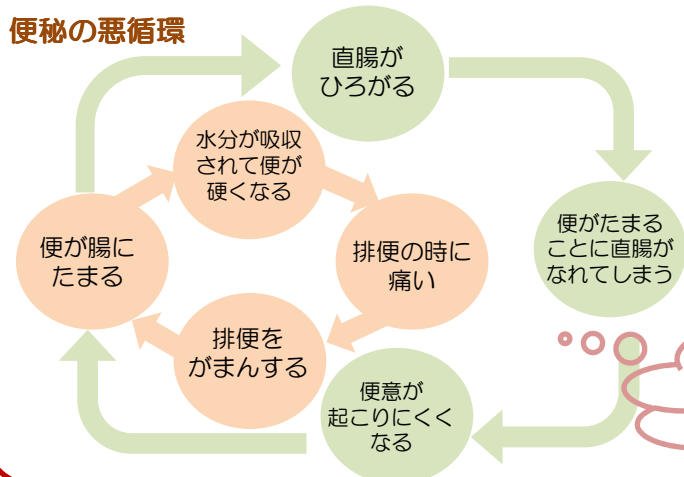 便秘の悪循環
直腸が
ひろがる
水分が吸収
されて便が
硬くなる
便が腸に
たまる
排便の時に
痛い
便がたまる
ことに直腸が
なれてしまう
排便を
がまんする
便意が
起こりにくく
なる